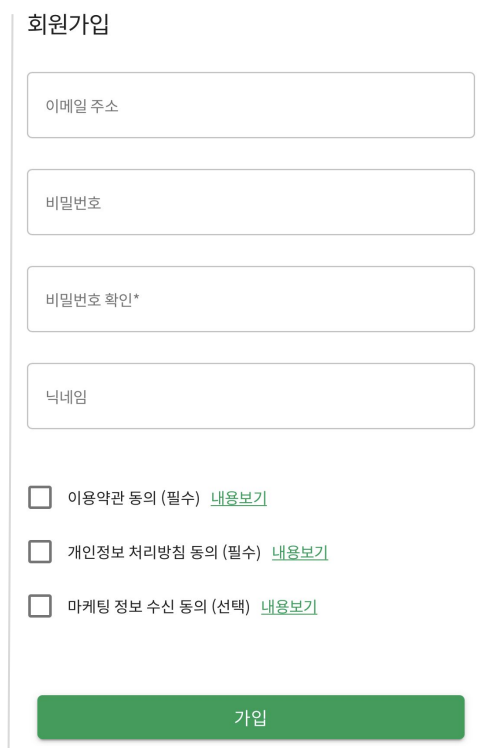 회원가입
이메일 주소
비밀번호
비밀번호 확인*
닉네임
이용약관 동의 (필수) 내용보기
개인정보 처리방침 동의 (필수) 내용보기
마케팅 정보 수신 동의 (선택) 내용보기
가입